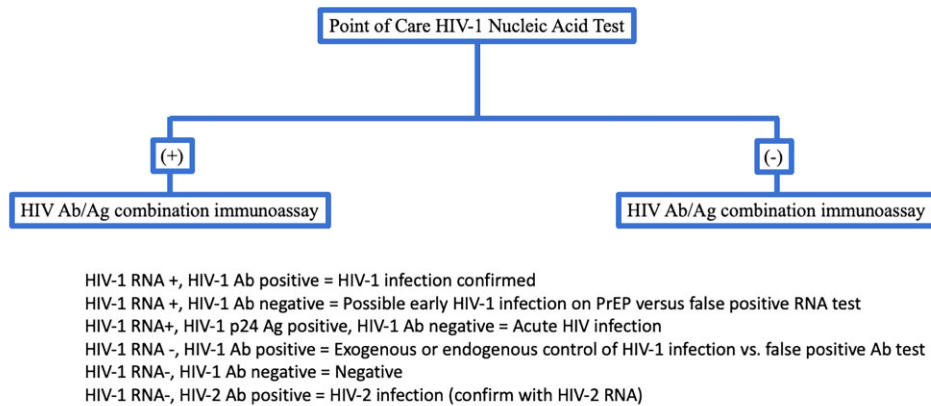 Point of Care HIV-1 Nucleic Acid Test
(+)
(-)
HIV Ab/Ag combination immunoassay
HIV Ab/Ag combination immunoassay
HIV-1 RNA +, HIV-1 Ab positive = HIV-1 infection confirmed
HIV-1 RNA +, HIV-1 Ab negative = Possible early HIV-1 infection on PrEP versus false positive RNA test
HIV-1 RNA+, HIV-1 p24 Ag positive, HIV-1 Ab negative = Acute HIV infection
HIV-1 RNA -, HIV-1 Ab positive = Exogenous or endogenous control of HIV-1 infection vs. false positive Ab test
HIV-1 RNA-, HIV-1 Ab negative = Negative
HIV-1 RNA-, HIV-2 Ab positive = HIV-2 infection (confirm with HIV-2 RNA)